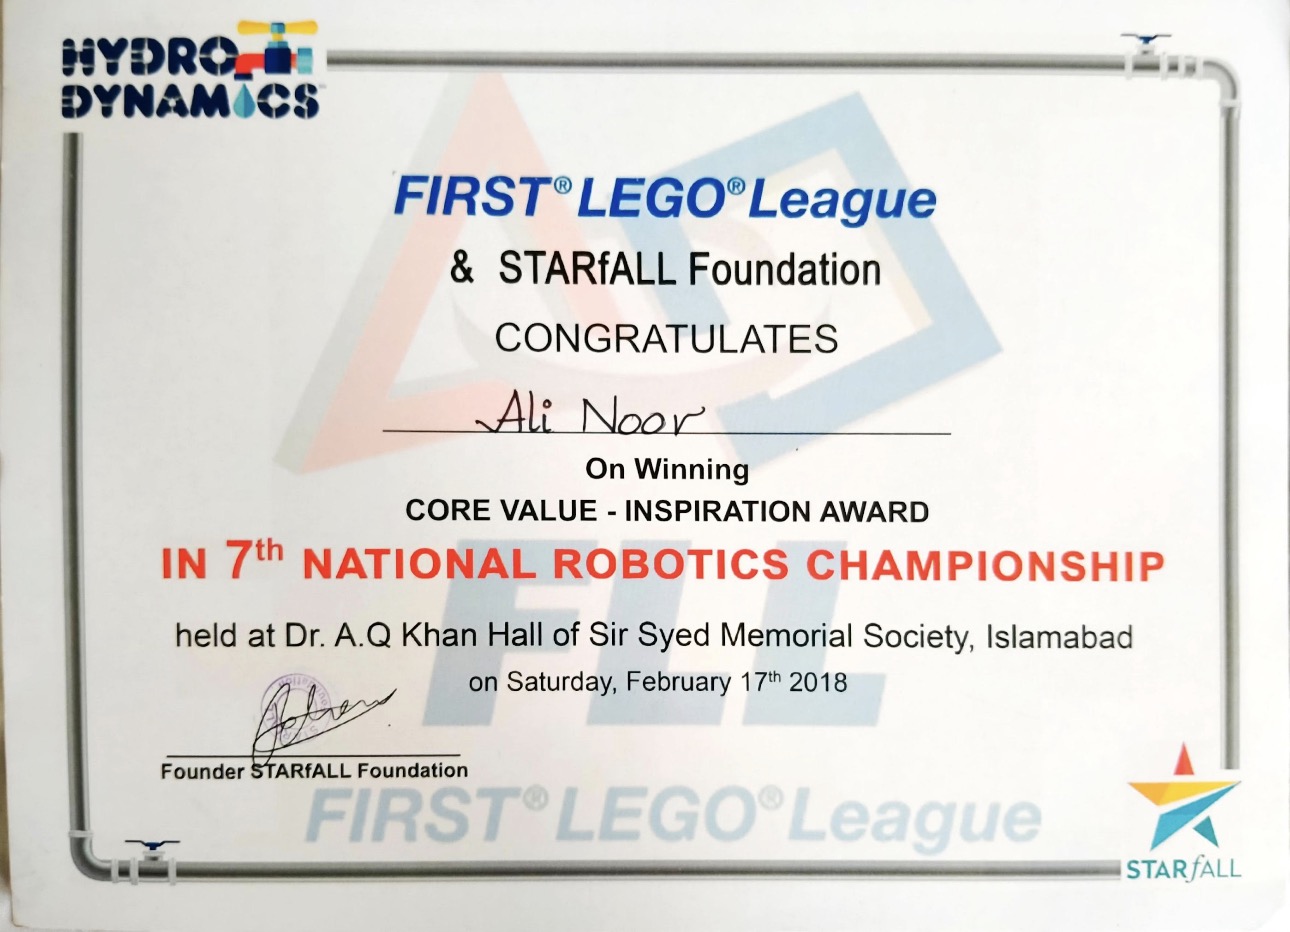 HYDRO
DYNAMICS
FIRST® LEGO® League
& STARfALL Foundation
CONGRATULATES
Ali Noor
On Winning
CORE VALUE - INSPIRATION AWARD
IN 7th NATIONAL ROBOTICS CHAMPIONSHIP
held at Dr. A.Q Khan Hall of Sir Syed Memorial Society, Islamabad
on Saturday, February 17th 2018
FLL
Founder STARfALL Foundation
FIRST® LEGO® League
STARfALL